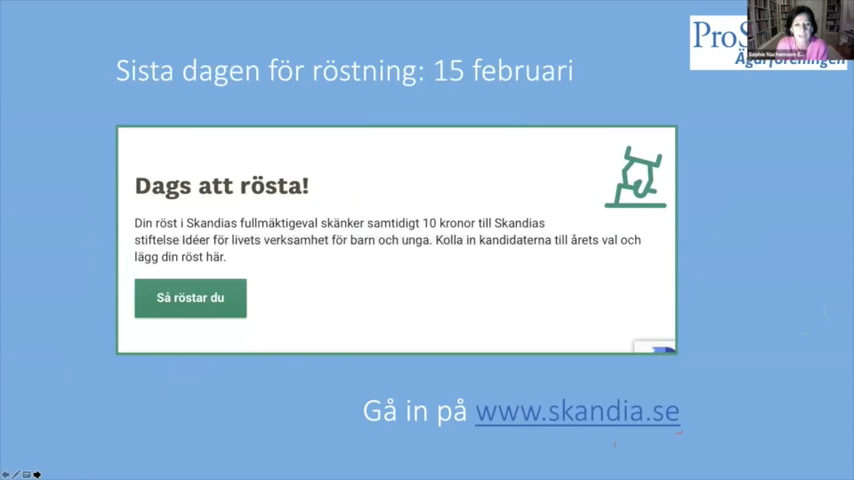 ProS
Ägarföreningen
Sista dagen för röstning: 15 februari
Dags att rösta!
Din röst i Skandias fullmäktigeval skänker samtidigt 10 kronor till Skandias
stiftelse Idéer för livets verksamhet för barn och unga. Kolla in kandidaterna till årets val och
lägg din röst här.
Så röstar du
Gå in på www.skandia.se